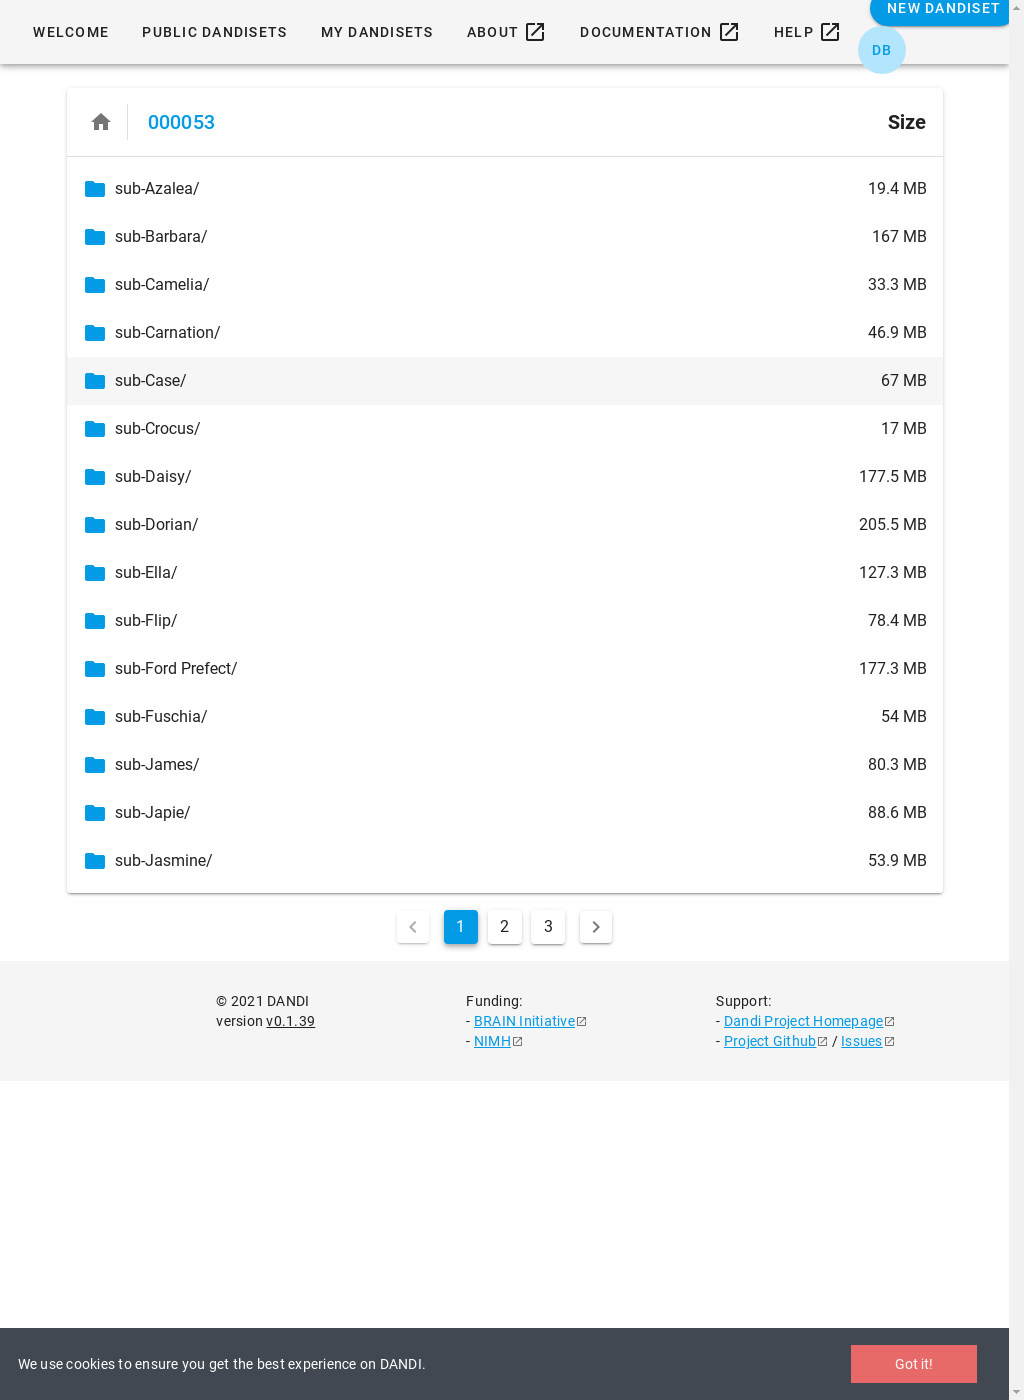 WELCOME PUBLIC DANDISETS MY DANDISETS ABOUT DOCUMENTATION HELP NEW DANDISET
DB
000053 Size
sub-Azalea/ 19.4 MB
sub-Barbara/ 167 MB
sub-Camelia/ 33.3 MB
sub-Carnation/ 46.9 MB
sub-Case/ 67 MB
sub-Crocus/ 17 MB
sub-Daisy/ 177.5 MB
sub-Dorian/ 205.5 MB
sub-Ella/ 127.3 MB
sub-Flip/ 78.4 MB
sub-Ford Prefect/ 177.3 MB
sub-Fuschia/ 54 MB
sub-James/ 80.3 MB
sub-Japie/ 88.6 MB
sub-Jasmine/ 53.9 MB
1 2 3
© 2021 DANDI
version v0.1.39
Funding:
- BRAIN Initiative
- NIMH
Support:
- Dandi Project Homepage
- Project Github / Issues
We use cookies to ensure you get the best experience on DANDI. Got it!